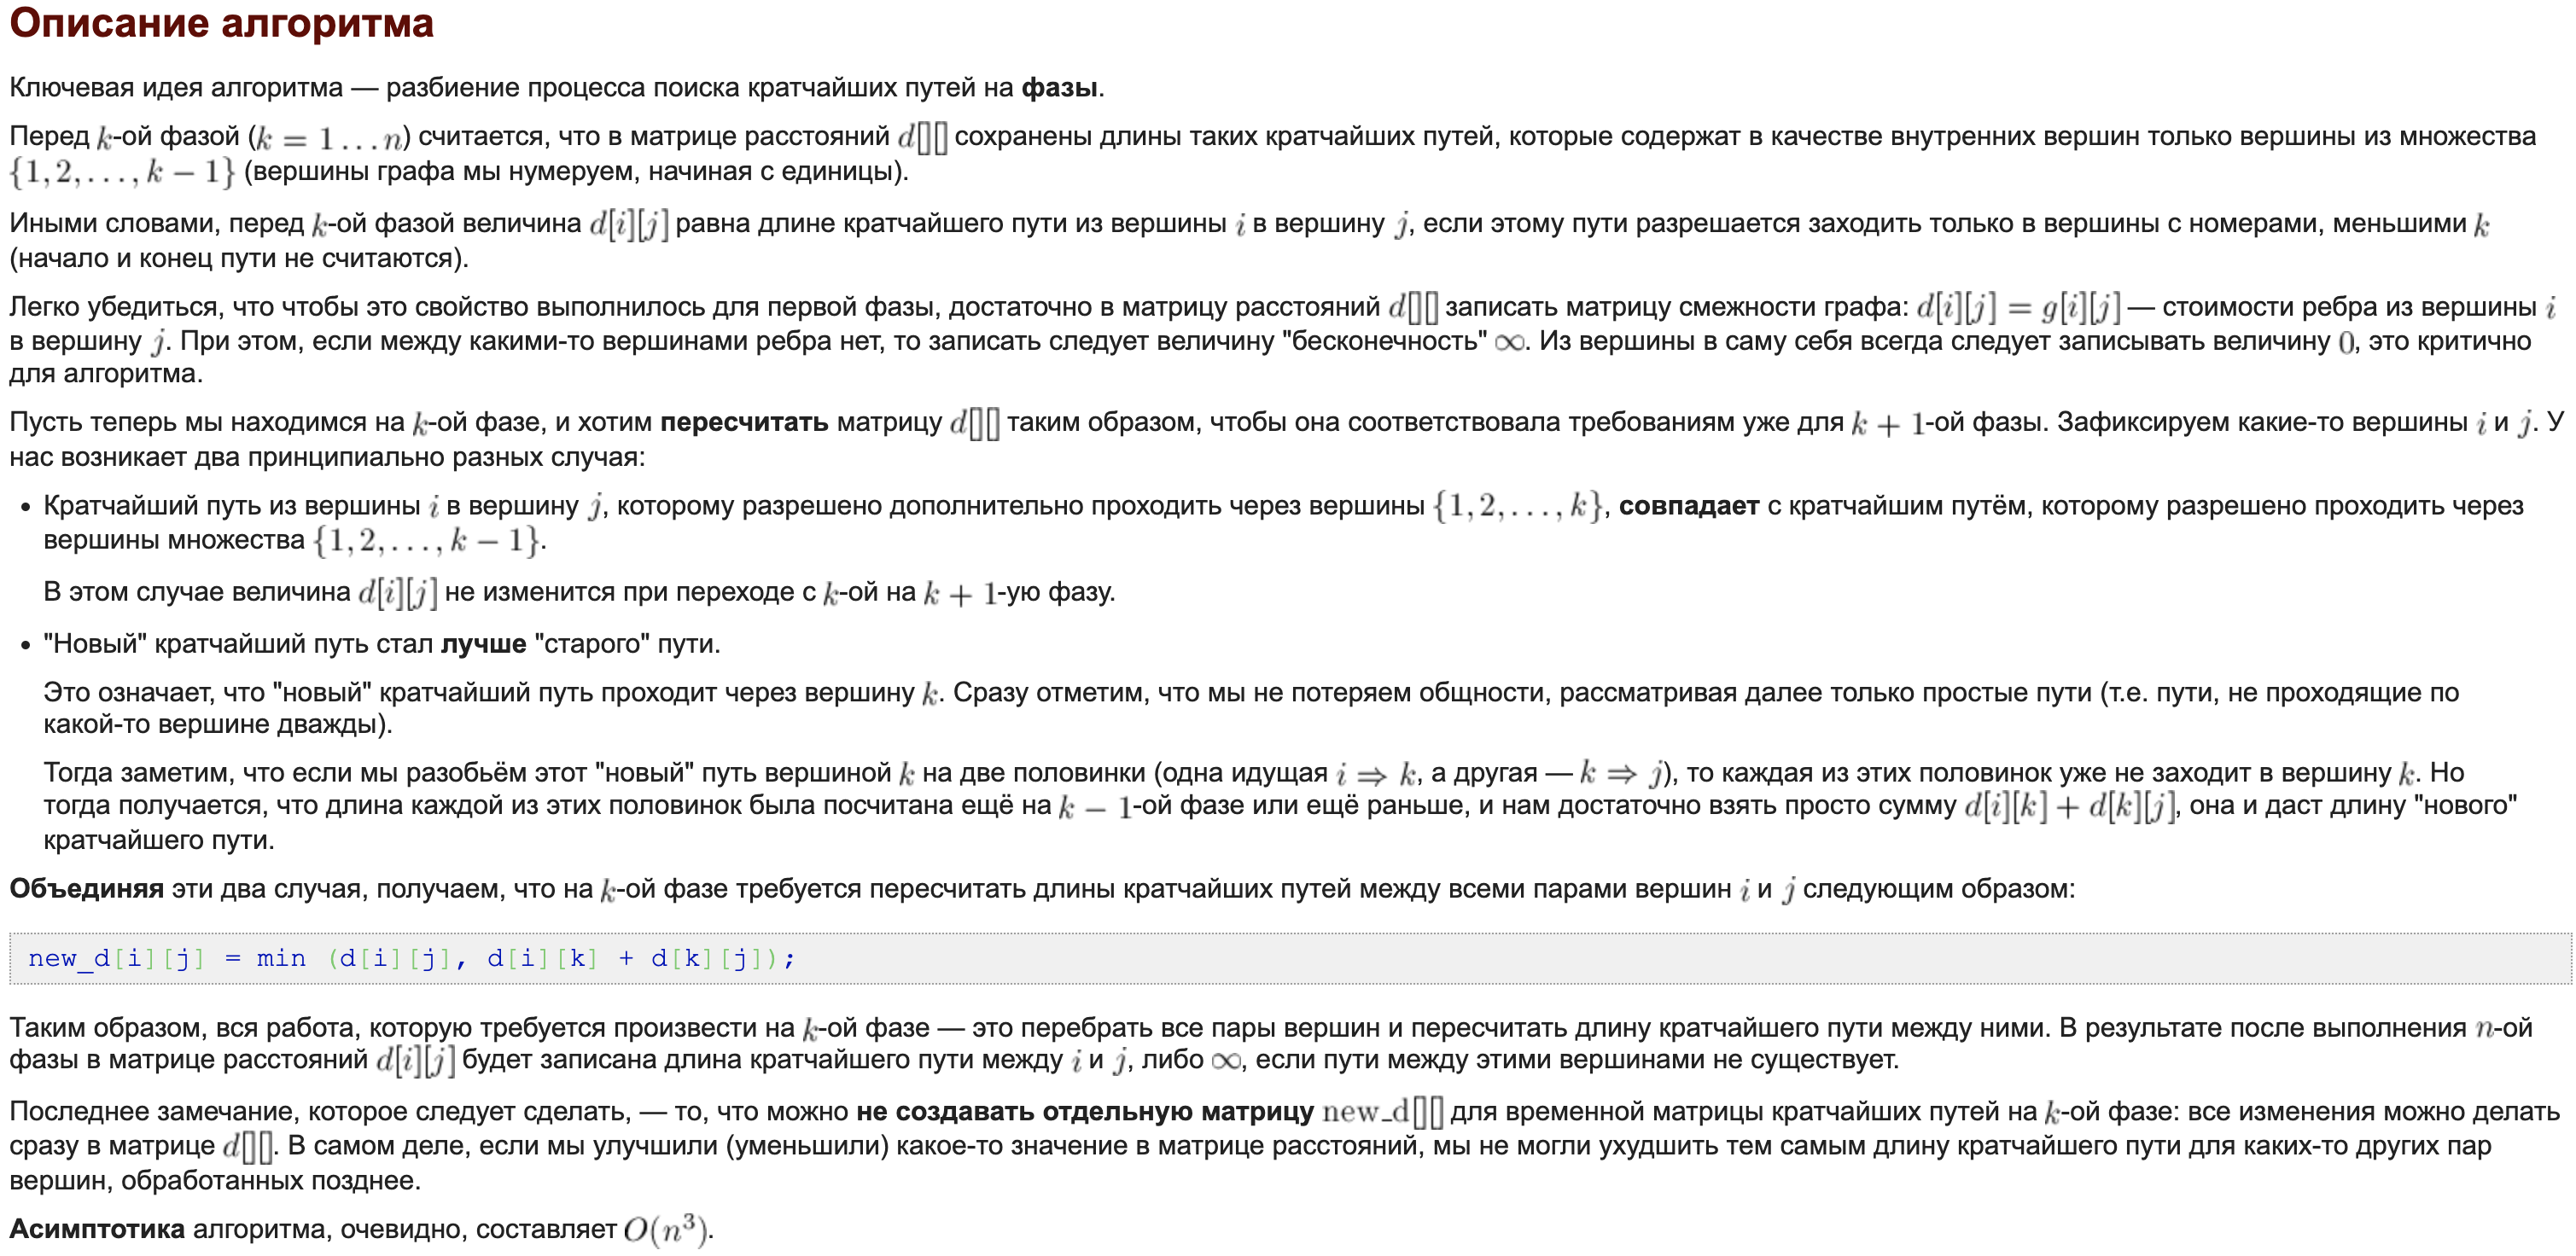 Описание алгоритма
Ключевая идея алгоритма — разбиение процесса поиска кратчайших путей на фазы.
Перед k-ой фазой (k = 1 … n) считается, что в матрице расстояний d[][] сохранены длины таких кратчайших путей, которые содержат в качестве внутренних вершин только вершины из множества
{1, 2, …, k − 1} (вершины графа мы нумеруем, начиная с единицы).
Иными словами, перед k-ой фазой величина d[i][j] равна длине кратчайшего пути из вершины i в вершину j, если этому пути разрешается заходить только в вершины с номерами, меньшими k
(начало и конец пути не считаются).
Легко убедиться, что чтобы это свойство выполнилось для первой фазы, достаточно в матрицу расстояний d[][] записать матрицу смежности графа: d[i][j] = g[i][j] — стоимости ребра из вершины i
в вершину j. При этом, если между какими-то вершинами ребра нет, то записать следует величину "бесконечность" ∞. Из вершины в саму себя всегда следует записывать величину 0, это критично
для алгоритма.
Пусть теперь мы находимся на k-ой фазе, и хотим пересчитать матрицу d[][] таким образом, чтобы она соответствовала требованиям уже для k + 1-ой фазы. Зафиксируем какие-то вершины i и j. У
нас возникает два принципиально разных случая:
• Кратчайший путь из вершины i в вершину j, которому разрешено дополнительно проходить через вершины {1, 2, …, k}, совпадает с кратчайшим путём, которому разрешено проходить через
вершины множества {1, 2, …, k − 1}.
В этом случае величина d[i][j] не изменится при переходе с k-ой на k + 1-ую фазу.
• "Новый" кратчайший путь стал лучше "старого" пути.
Это означает, что "новый" кратчайший путь проходит через вершину k. Сразу отметим, что мы не потеряем общности, рассматривая далее только простые пути (т.е. пути, не проходящие по
какой-то вершине дважды).
Тогда заметим, что если мы разобьём этот "новый" путь вершиной k на две половинки (одна идущая i ⇒ k, а другая — k ⇒ j), то каждая из этих половинок уже не заходит в вершину k. Но
тогда получается, что длина каждой из этих половинок была посчитана ещё на k − 1-ой фазе или ещё раньше, и нам достаточно взять просто сумму d[i][k] + d[k][j], она и даст длину "нового"
кратчайшего пути.
Объединяя эти два случая, получаем, что на k-ой фазе требуется пересчитать длины кратчайших путей между всеми парами вершин i и j следующим образом:
new_d[i][j] = min (d[i][j], d[i][k] + d[k][j]);
Таким образом, вся работа, которую требуется произвести на k-ой фазе — это перебрать все пары вершин и пересчитать длину кратчайшего пути между ними. В результате после выполнения n-ой
фазы в матрице расстояний d[i][j] будет записана длина кратчайшего пути между i и j, либо ∞, если пути между этими вершинами не существует.
Последнее замечание, которое следует сделать, — то, что можно не создавать отдельную матрицу new_d[][] для временной матрицы кратчайших путей на k-ой фазе: все изменения можно делать
сразу в матрице d[][]. В самом деле, если мы улучшили (уменьшили) какое-то значение в матрице расстояний, мы не могли ухудшить тем самым длину кратчайшего пути для каких-то других пар
вершин, обработанных позднее.
Асимптотика алгоритма, очевидно, составляет O(n³).